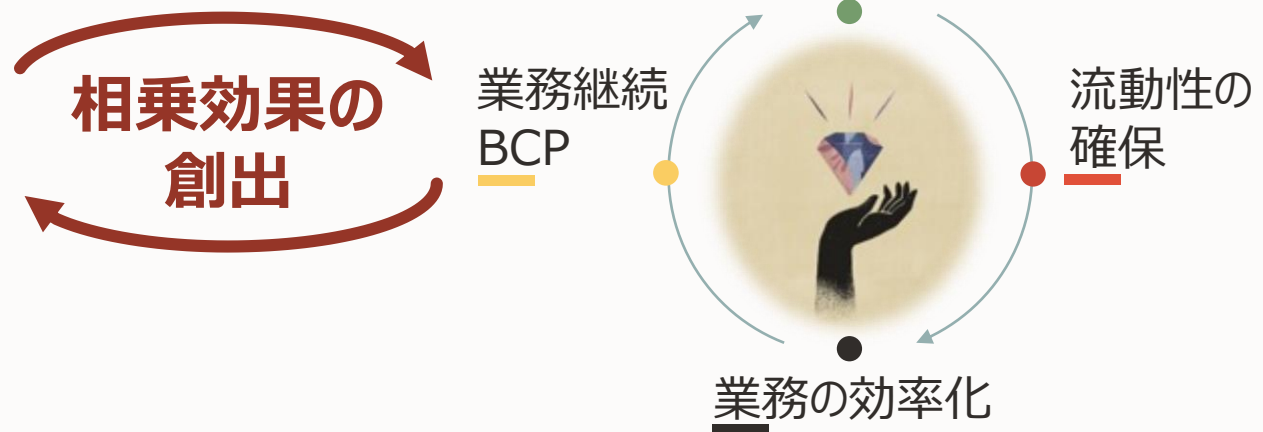 相乗効果の
創出
業務継続
BCP
流動性の
確保
業務の効率化